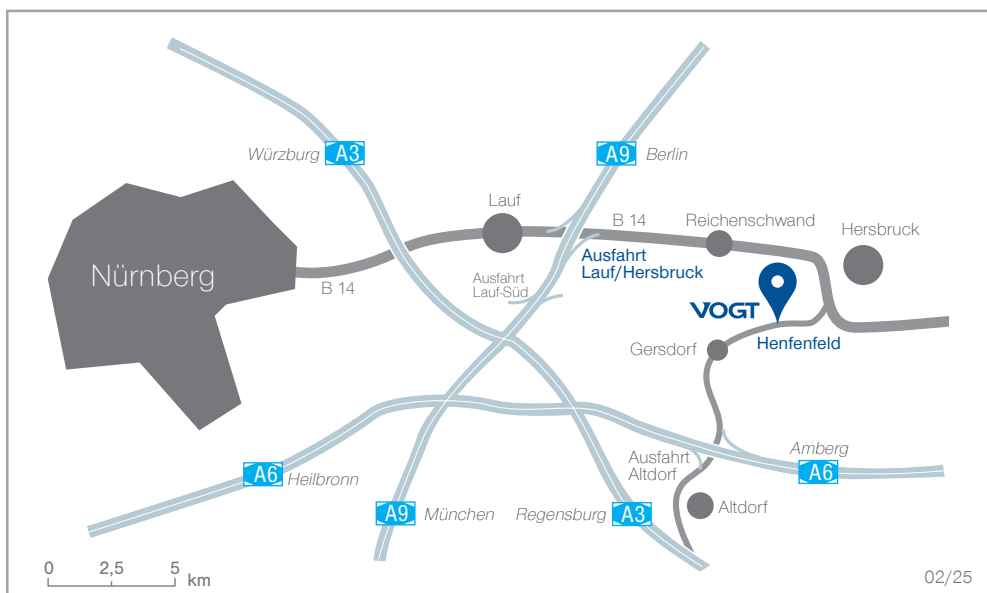 Würzburg A3
A9 Berlin
Lauf
B 14
Reichenschwand
Hersbruck
Ausfahrt
Lauf/Hersbruck
Nürnberg
B 14
Ausfahrt
Lauf-Süd
VOGT
Henfenfeld
Gersdorf
A6 Heilbronn
Ausfahrt
Altdorf
Amberg
A6
A9 München
Regensburg A3
Altdorf
0 2,5 5 km
02/25